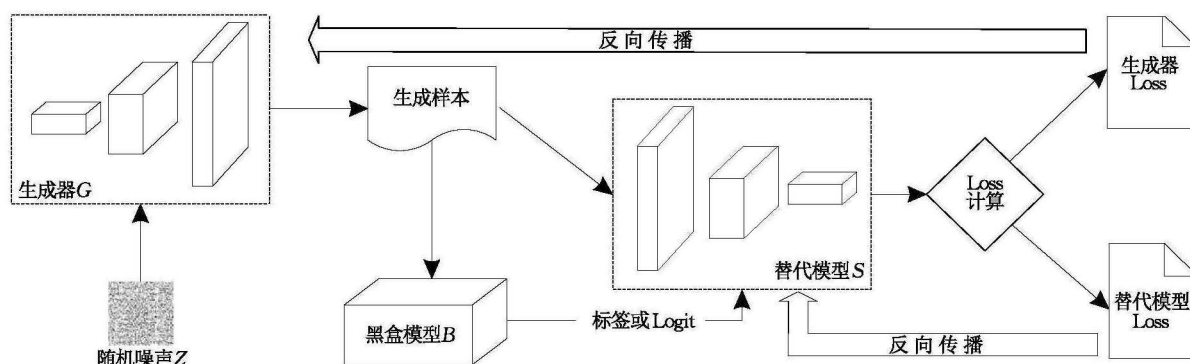 反向传播
生成器
Loss
生成样本
生成器G
Loss
计算
替代模型S
随机噪声Z
黑盒模型B
标签或Logit
反向传播
替代模型
Loss